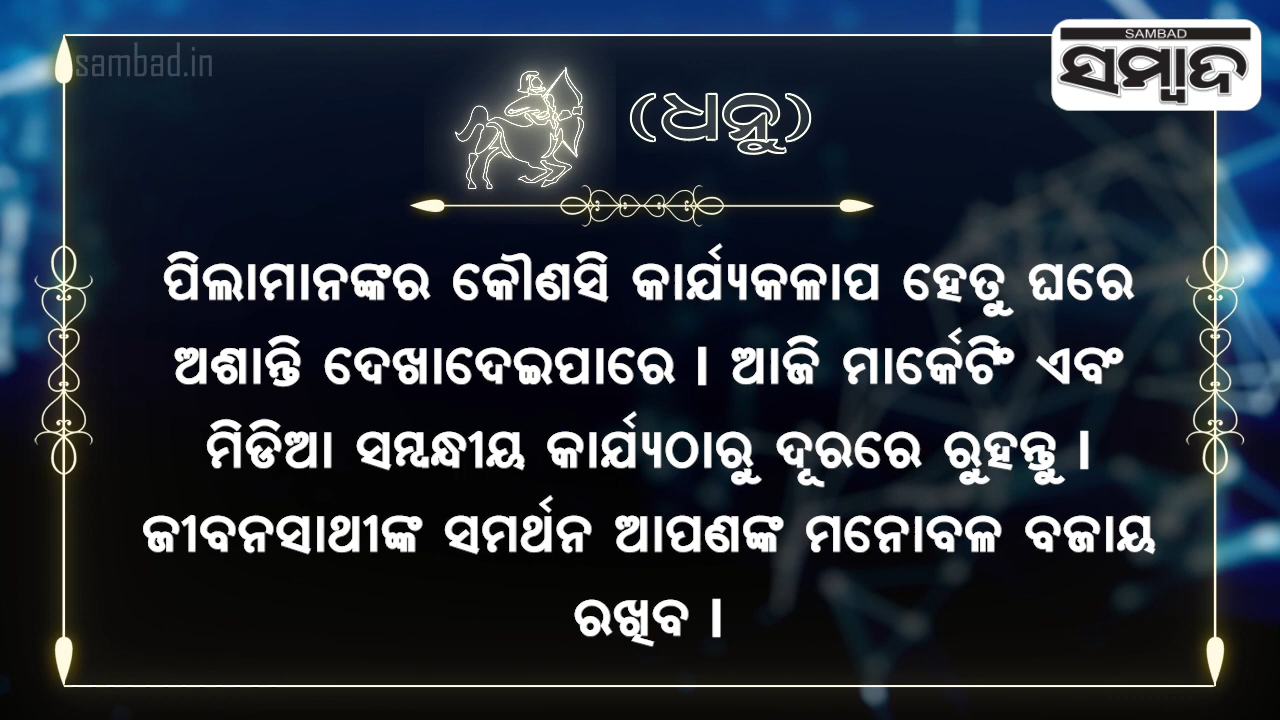 sambad.in
SAMBAD
ସମ୍ବାଦ
(ଧନୁ)
ପିଲାମାନଙ୍କର କୌଣସି କାର୍ଯ୍ୟକଳାପ ହେତୁ ଘରେ
ଅଶାନ୍ତି ଦେଖାଦେଇପାରେ । ଆଜି ମାର୍କେଟିଂ ଏବଂ
ମିଡିଆ ସମ୍ବନ୍ଧୀୟ କାର୍ଯ୍ୟଠାରୁ ଦୂରରେ ରୁହନ୍ତୁ ।
ଜୀବନସାଥୀଙ୍କ ସମର୍ଥନ ଆପଣଙ୍କ ମନୋବଳ ବଜାୟ
ରଖିବ ।